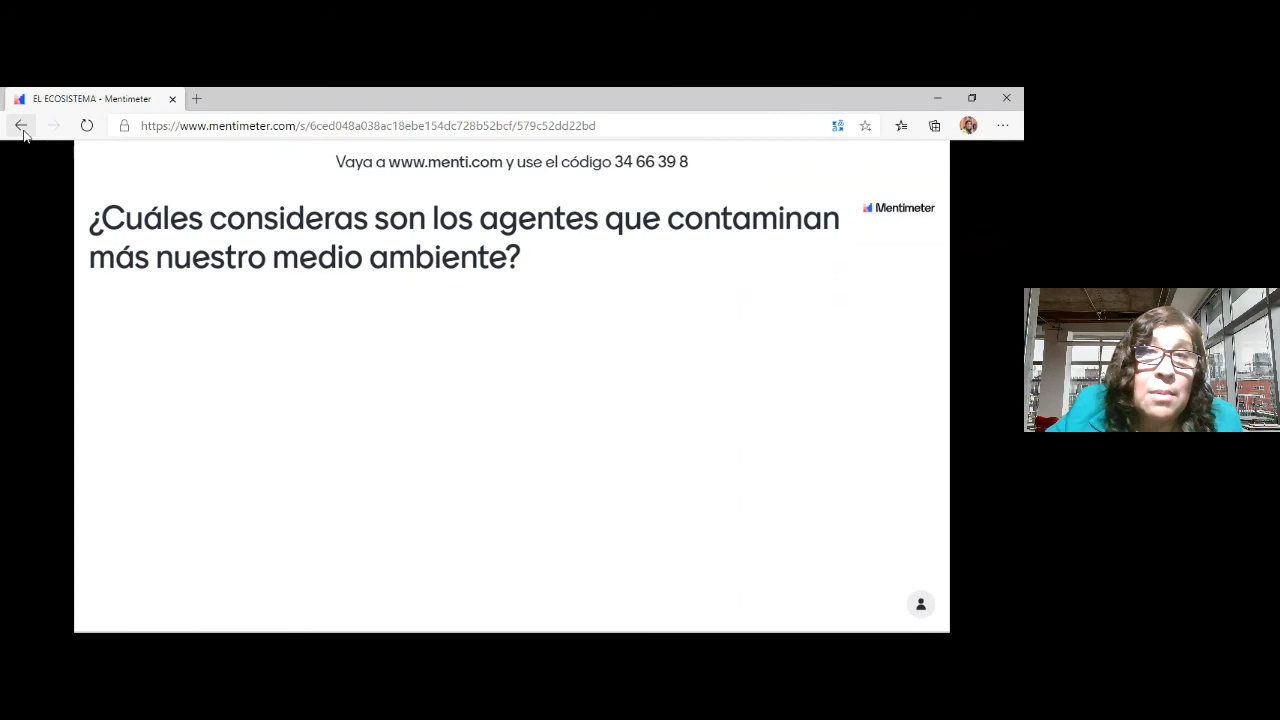 EL ECOSISTEMA - Mentimeter
https://www.mentimeter.com/s/6ced048a038ac18ebe154dc728b52bcf/579c52dd22bd
Vaya a www.menti.com y use el código 34 66 39 8
¿Cuáles consideras son los agentes que contaminan
más nuestro medio ambiente?
Mentimeter